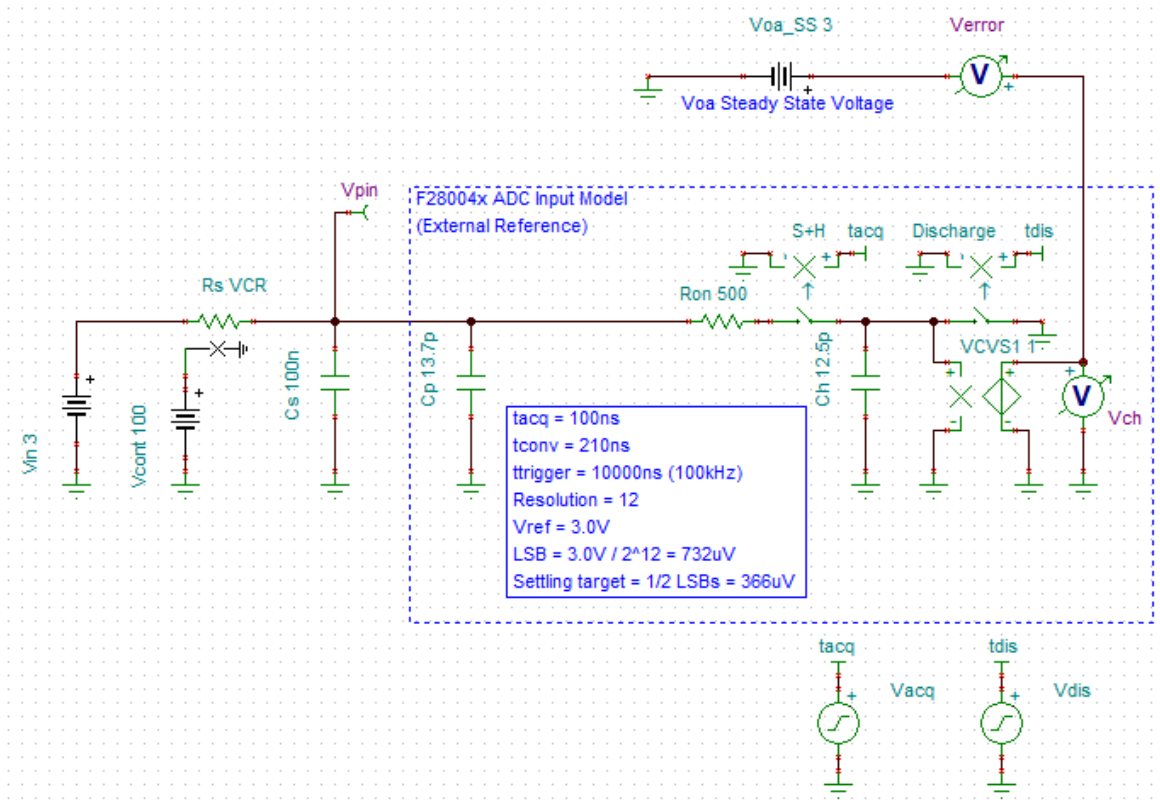 Voa_SS 3
Verror
V
+
+
Voa Steady State Voltage
Vpin
F28004x ADC Input Model
(External Reference)
S+H
tacq
Discharge
tdis
- +
- +
Rs VCR
Ron 500
VCVS1 1
+
Vin 3
+
Vcont 100
Cs 100n
Cp 13.7p
Ch 12.5p
+
-
+
-
+
V
Vch
tacq = 100ns
tconv = 210ns
ttrigger = 10000ns (100kHz)
Resolution = 12
Vref = 3.0V
LSB = 3.0V / 2^12 = 732uV
Settling target = 1/2 LSBs = 366uV
tacq
tdis
+
Vacq
+
Vdis